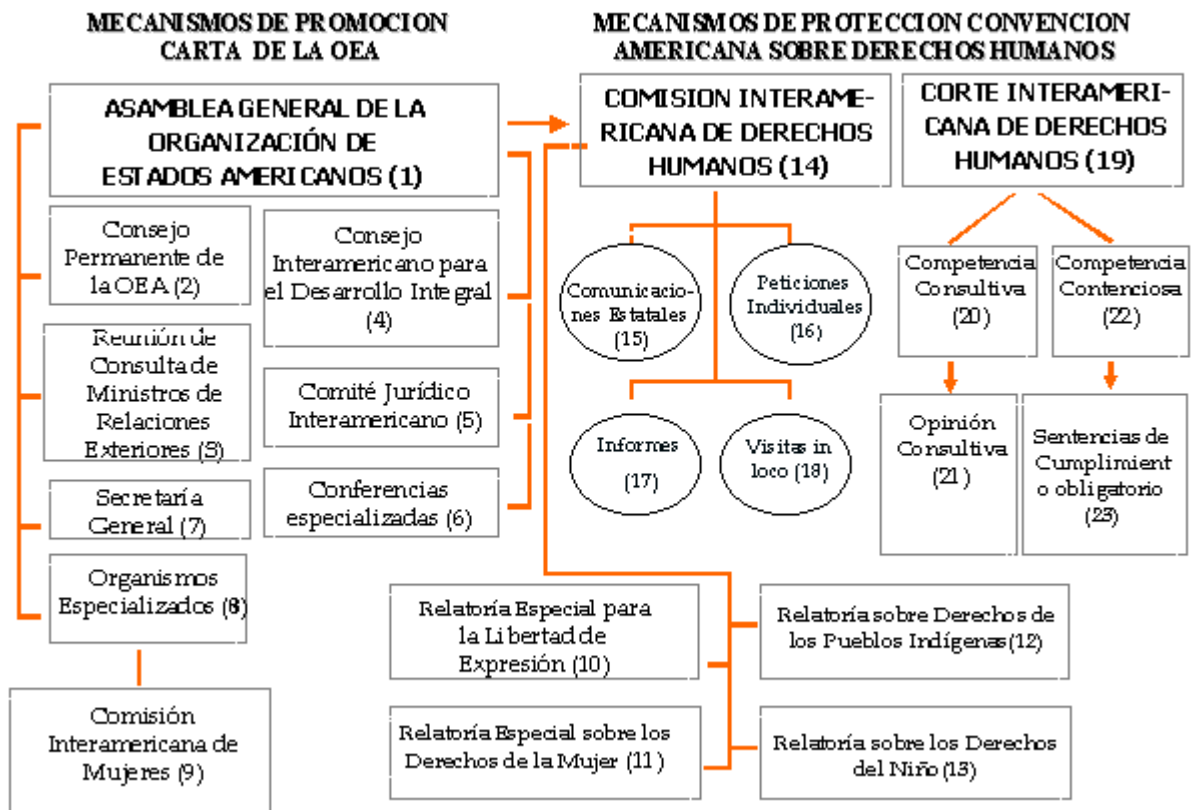 MECANISMOS DE PROMOCION
CARTA DE LA OEA
MECANISMOS DE PROTECCION CONVENCION
AMERICANA SOBRE DERECHOS HUMANOS
ASAMBLEA GENERAL DE LA
ORGANIZACIÓN DE
ESTADOS AMERICANOS (1)
COMISION INTERAME-
RICANA DE DERECHOS
HUMANOS (14)
CORTE INTERAMERI-
CANA DE DERECHOS
HUMANOS (19)
Consejo
Permanente de
la OEA (2)
Consejo
Interamericano para
el Desarrollo Integral
(4)
Reunión de
Consulta de
Ministros de
Relaciones
Exteriores (3)
Comité Jurídico
Interamericano (5)
Secretaría
General (7)
Conferencias
especializadas (6)
Organismos
Especializados (8)
Comisión
Interamericana de
Mujeres (9)
Comunicacio-
nes Estatales
(15)
Peticiones
Individuales
(16)
Informes
(17)
Visitas in
loco (18)
Competencia
Consultiva
(20)
Competencia
Contenciosa
(22)
Opinión
Consultiva
(21)
Sentencias de
Cumplimient
o obligatorio
(23)
Relatoría Especial para
la Libertad de
Expresión (10)
Relatoría sobre Derechos de
los Pueblos Indígenas(12)
Relatoría Especial sobre los
Derechos de la Mujer (11)
Relatoría sobre los Derechos
del Niño (13)